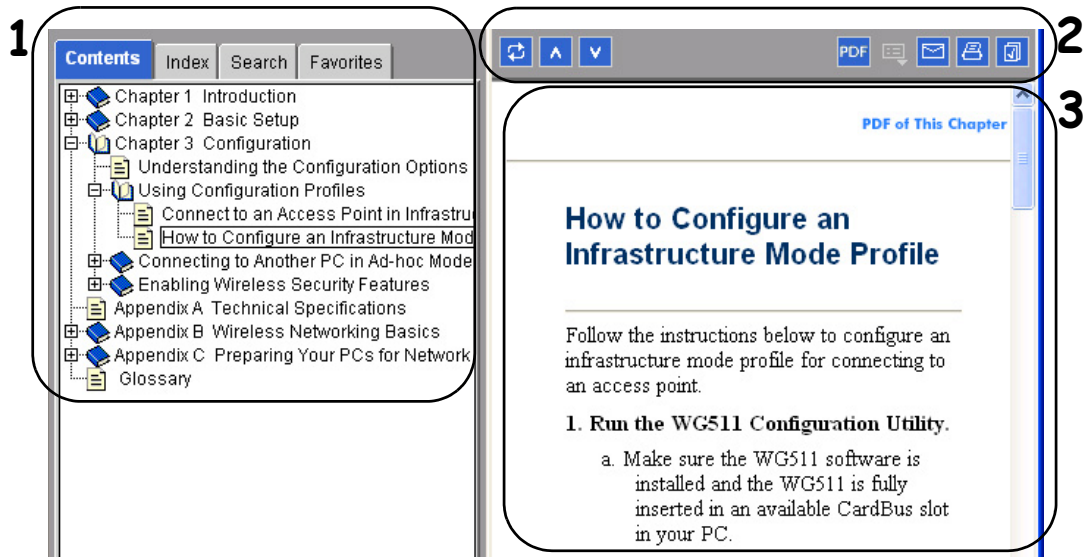 1
Contents Index Search Favorites
Chapter 1 Introduction
Chapter 2 Basic Setup
Chapter 3 Configuration
Understanding the Configuration Options
Using Configuration Profiles
Connect to an Access Point in Infrastru
How to Configure an Infrastructure Mod
Connecting to Another PC in Ad-hoc Mode
Enabling Wireless Security Features
Appendix A Technical Specifications
Appendix B Wireless Networking Basics
Appendix C Preparing Your PCs for Network
Glossary
2
PDF
3
PDF of This Chapter
How to Configure an
Infrastructure Mode Profile
Follow the instructions below to configure an
infrastructure mode profile for connecting to
an access point.
1. Run the WG511 Configuration Utility.
a. Make sure the WG511 software is
installed and the WG511 is fully
inserted in an available CardBus slot
in your PC.